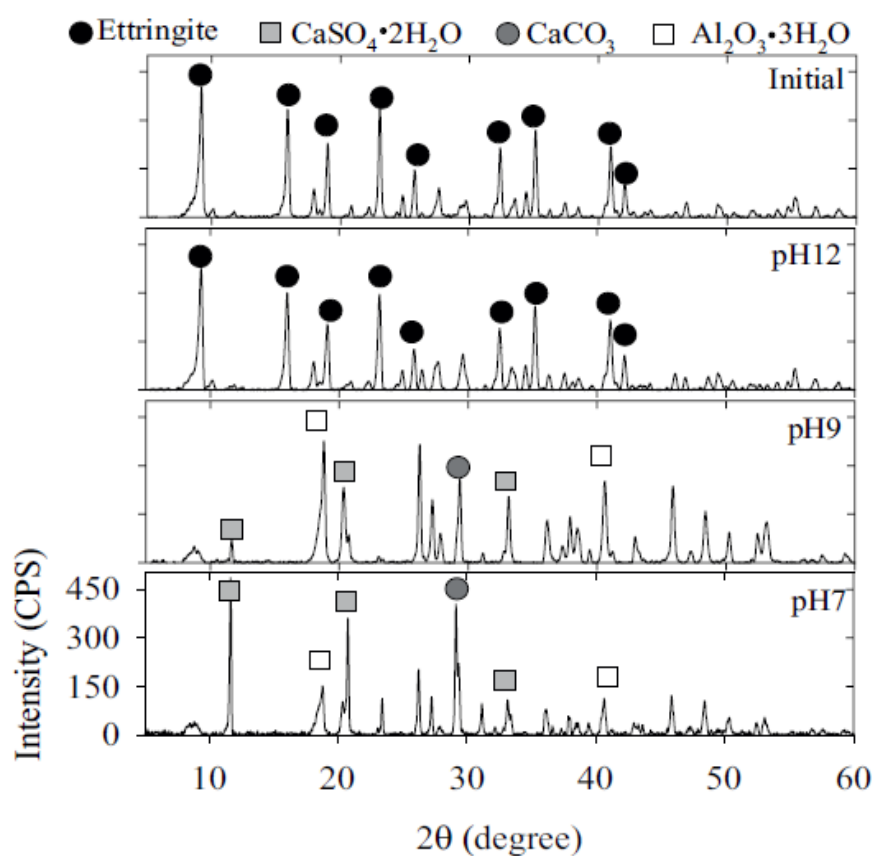 Ettringite CaSO₄•2H₂O CaCO₃ Al₂O₃•3H₂O
Initial
pH12
pH9
pH7
Intensity (CPS)
450
300
150
0
10 20 30 40 50 60
2θ (degree)